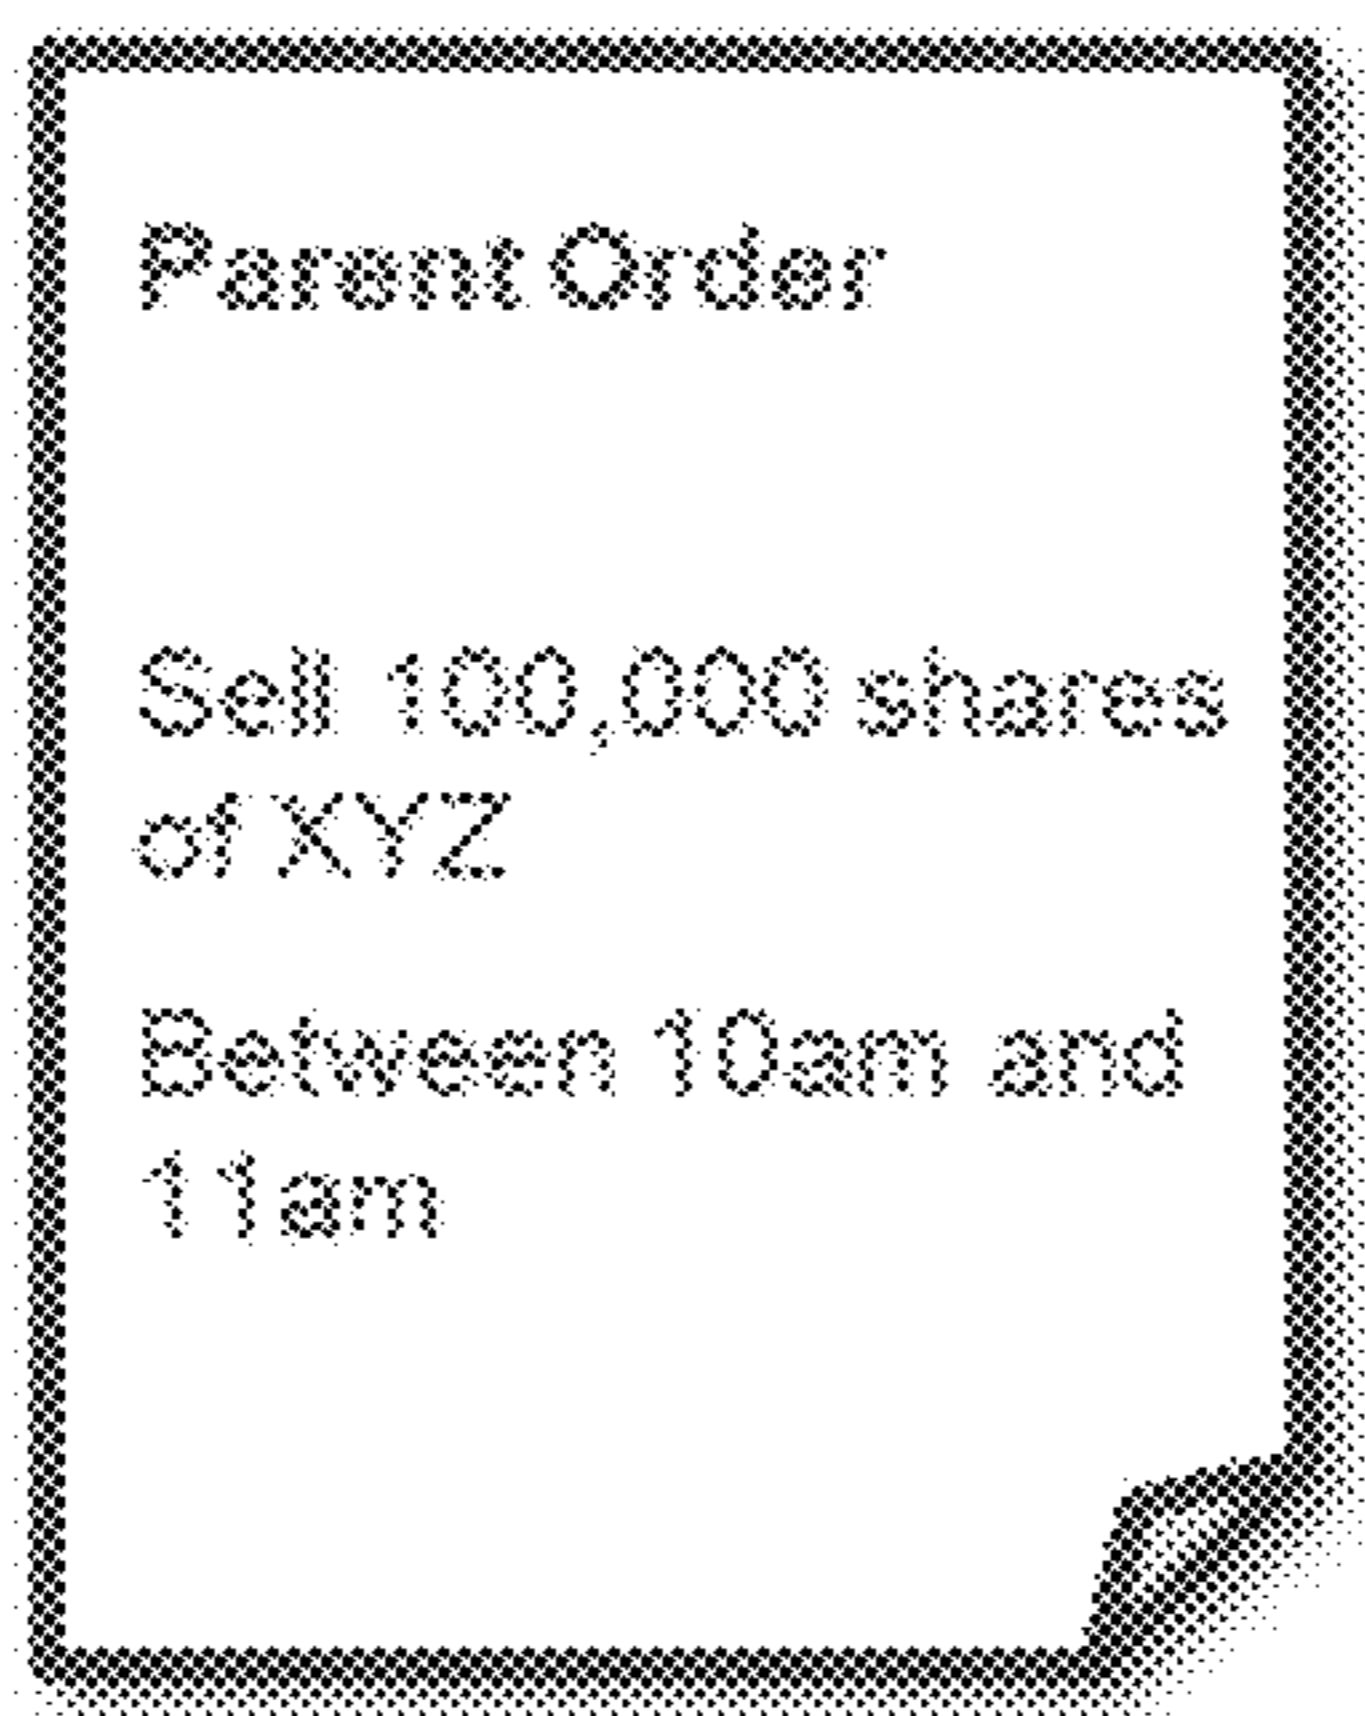 Parent Order
Sell 100,000 shares
of XYZ
Between 10am and
11am